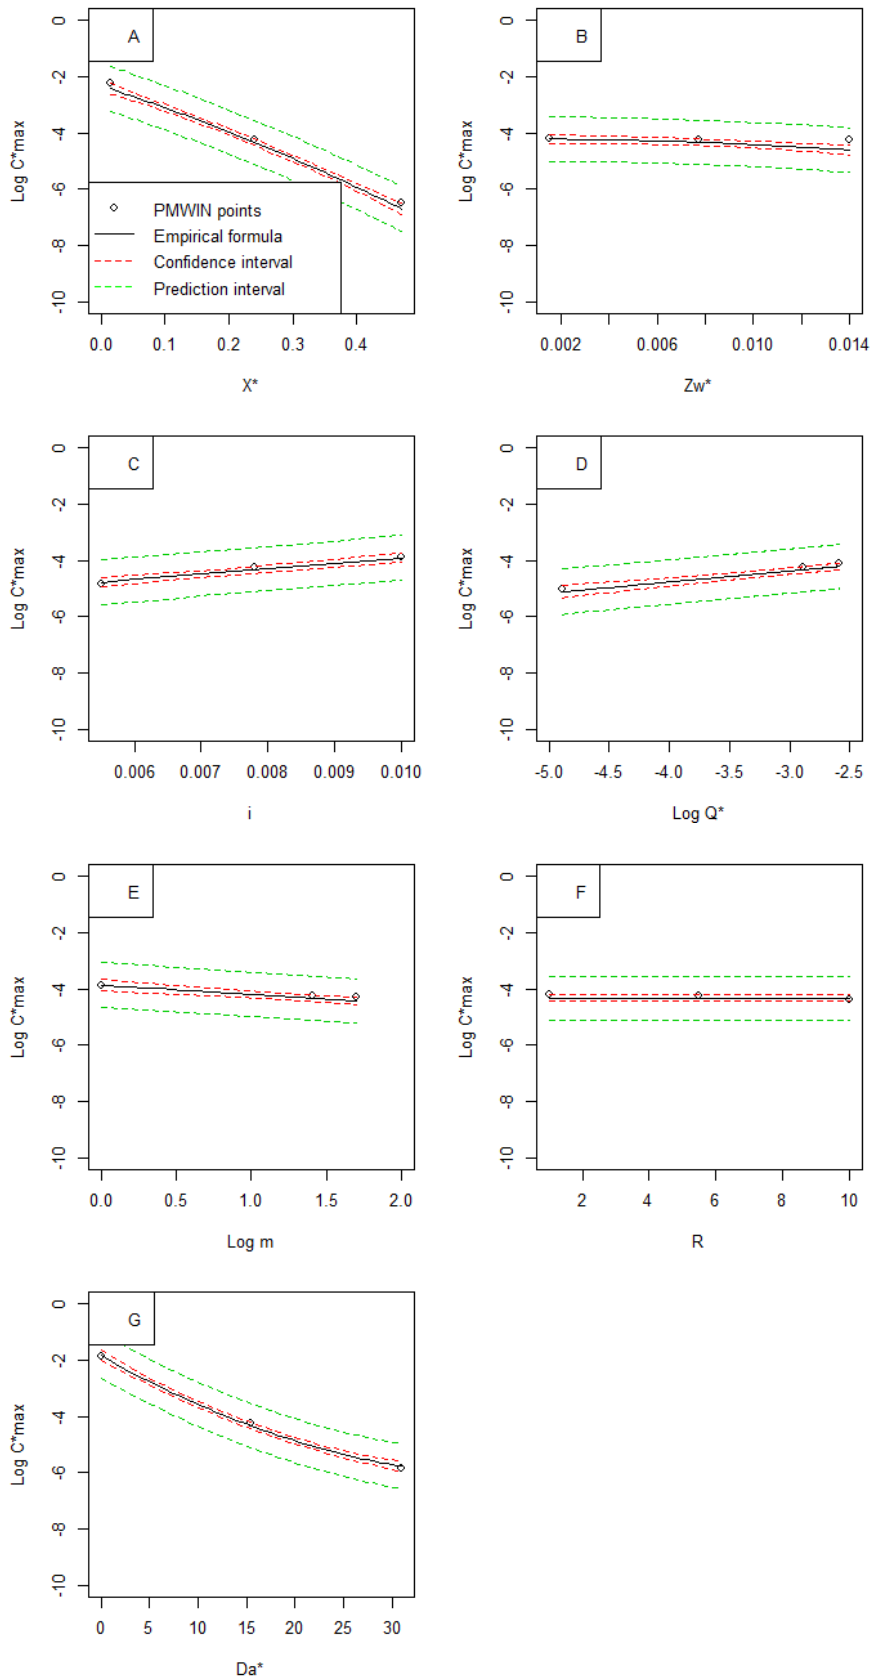 A
Log C*max
0
-2
-4
-6
-8
-10
PMWIN points
Empirical formula
Confidence interval
Prediction interval
0.0 0.1 0.2 0.3 0.4
X*
B
Log C*max
0
-2
-4
-6
-8
-10
0.002 0.006 0.010 0.014
Zw*
C
Log C*max
0
-2
-4
-6
-8
-10
0.006 0.007 0.008 0.009 0.010
i
D
Log C*max
0
-2
-4
-6
-8
-10
-5.0 -4.5 -4.0 -3.5 -3.0 -2.5
Log Q*
E
Log C*max
0
-2
-4
-6
-8
-10
0.0 0.5 1.0 1.5 2.0
Log m
F
Log C*max
0
-2
-4
-6
-8
-10
2 4 6 8 10
R
G
Log C*max
0
-2
-4
-6
-8
-10
0 5 10 15 20 25 30
Da*